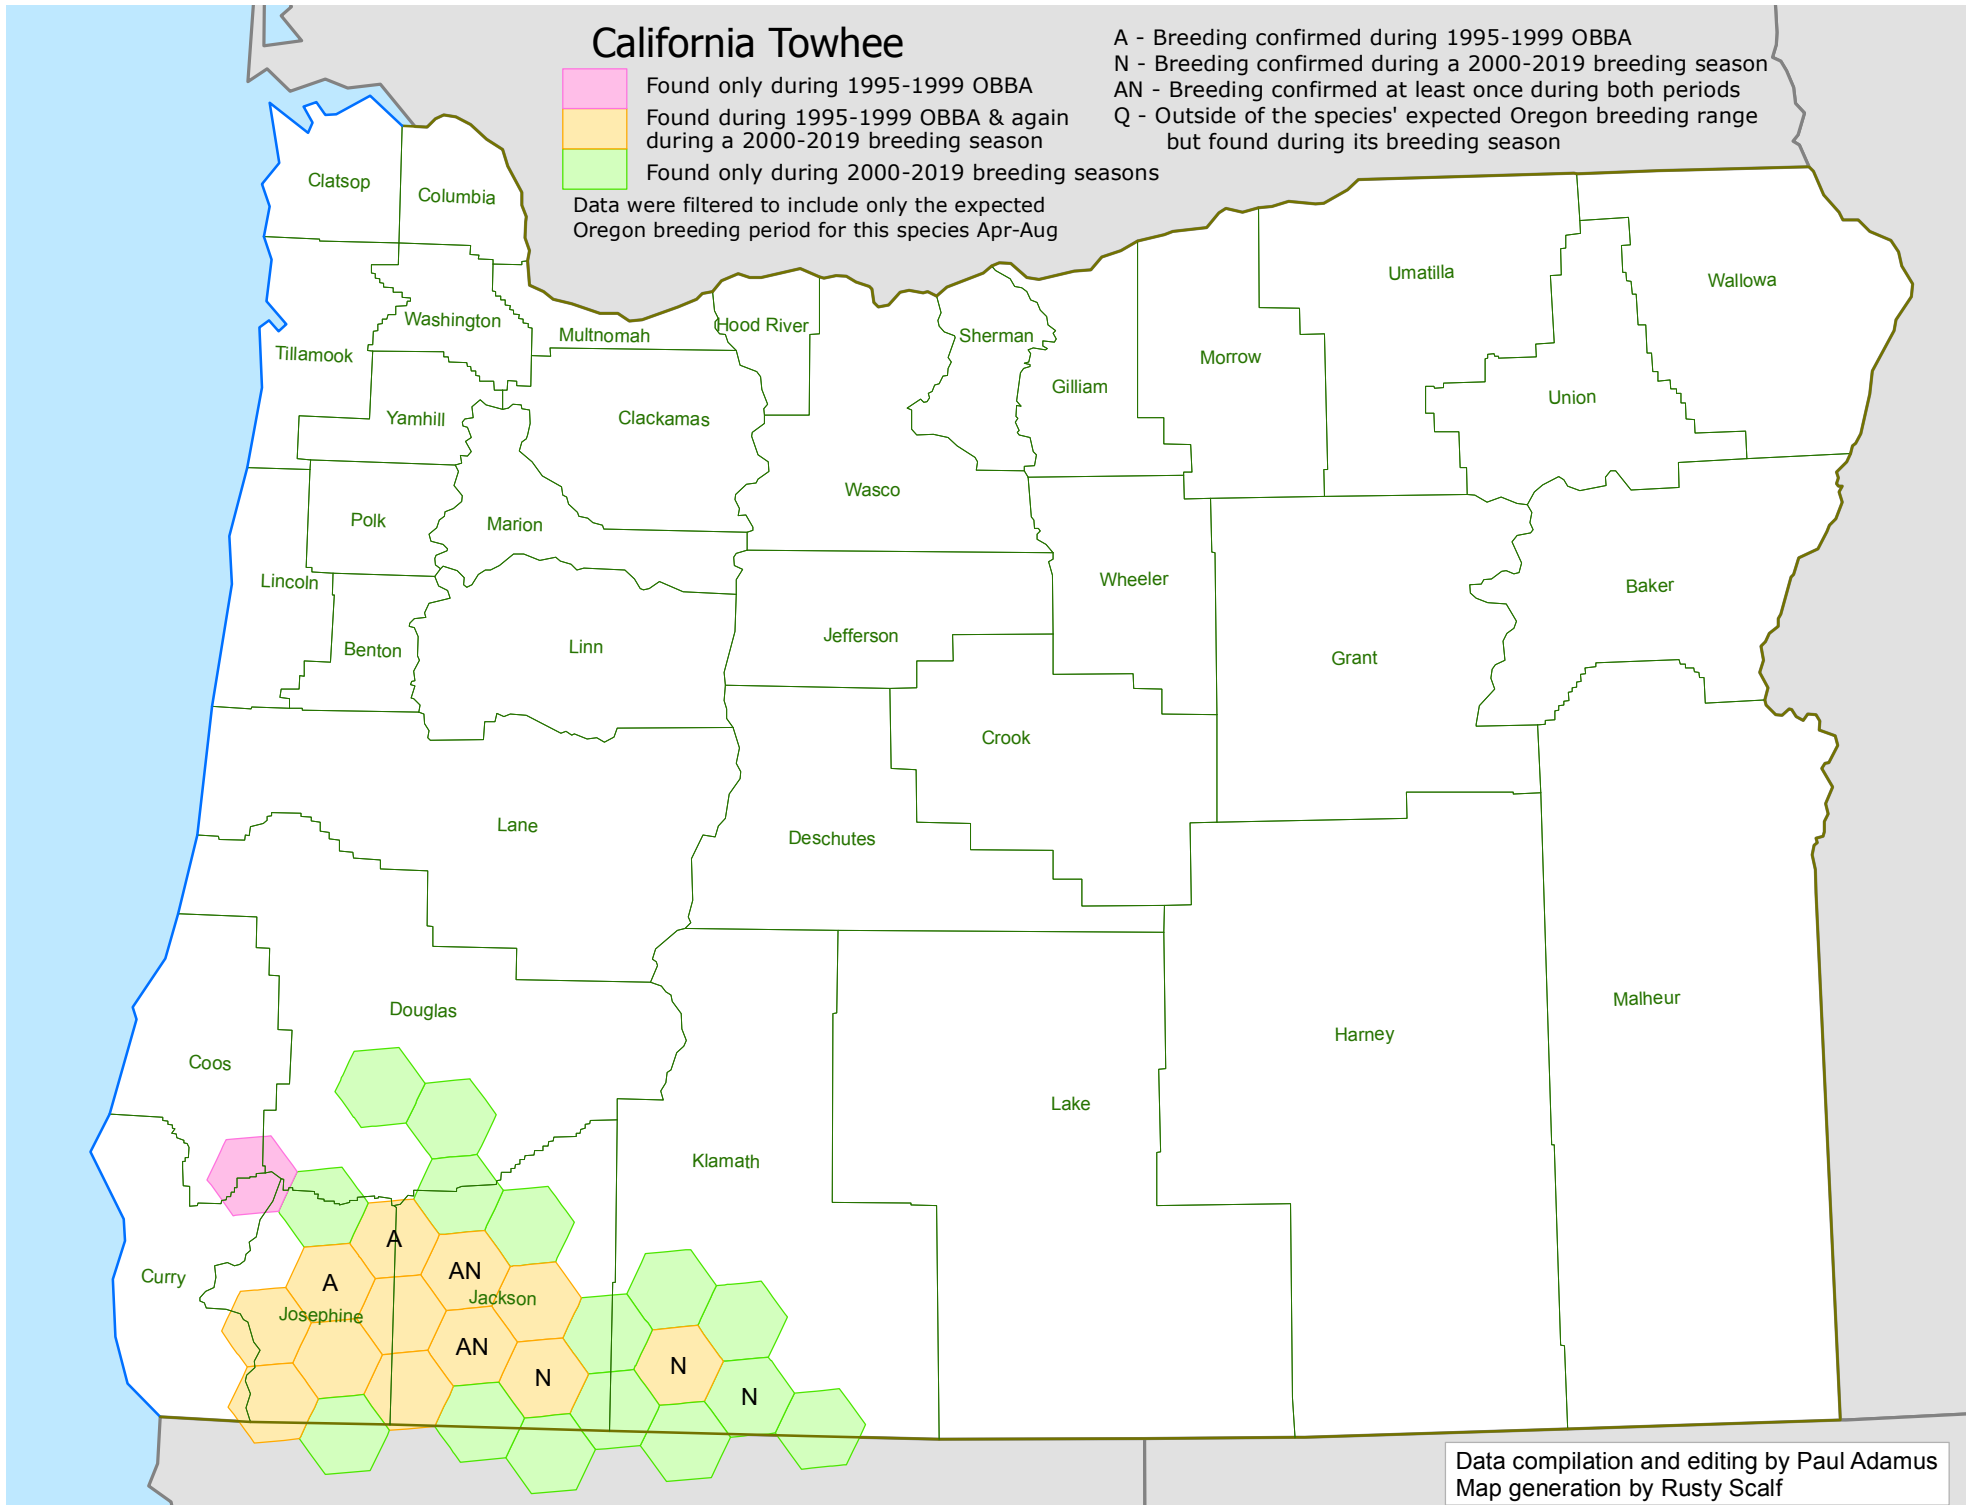 California Towhee
Found only during 1995-1999 OBBA
Found during 1995-1999 OBBA & again
during a 2000-2019 breeding season
Found only during 2000-2019 breeding seasons
Data were filtered to include only the expected
Oregon breeding period for this species Apr-Aug
A - Breeding confirmed during 1995-1999 OBBA
N - Breeding confirmed during a 2000-2019 breeding season
AN - Breeding confirmed at least once during both periods
Q - Outside of the species' expected Oregon breeding range
but found during its breeding season
Clatsop
Columbia
Tillamook
Washington
Multnomah
Hood River
Sherman
Gilliam
Morrow
Umatilla
Union
Wallowa
Yamhill
Clackamas
Wasco
Polk
Marion
Lincoln
Benton
Linn
Jefferson
Wheeler
Grant
Baker
Crook
Lane
Deschutes
Douglas
Coos
Klamath
Lake
Harney
Malheur
Curry
Josephine
Jackson
A
A
AN
AN
N
N
N
Data compilation and editing by Paul Adamus
Map generation by Rusty Scalf